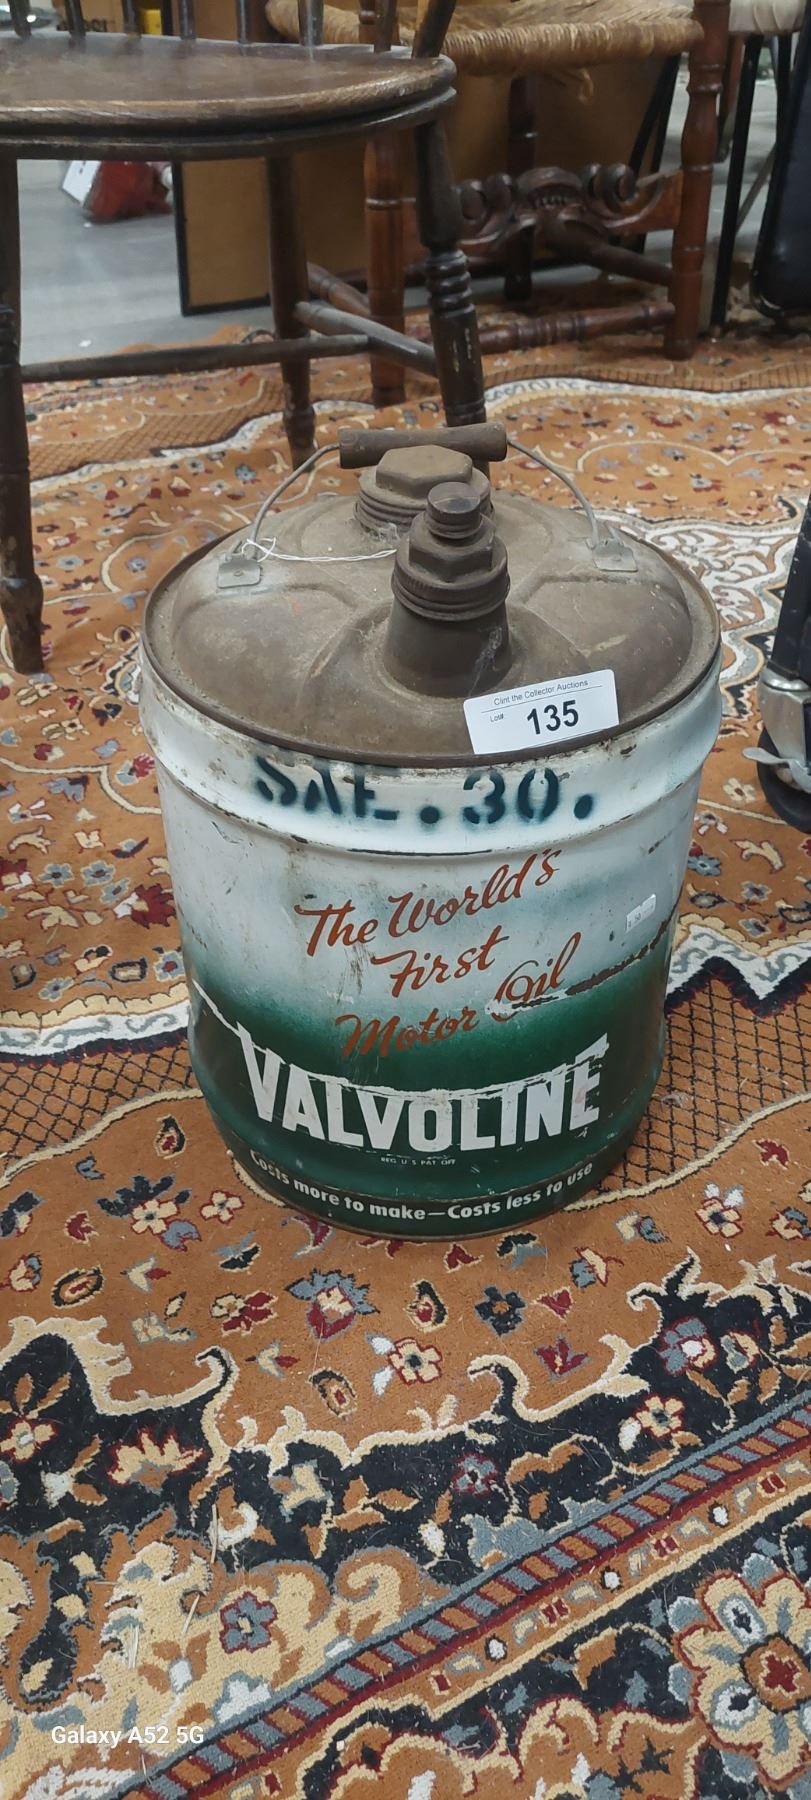 Clint the Collector Auctions
Lot# 135
SAE. 30.
The World's
First
Motor Oil
VALVOLINE
REG U S PAT OFF
Costs more to make—Costs less to use
Galaxy A52 5G